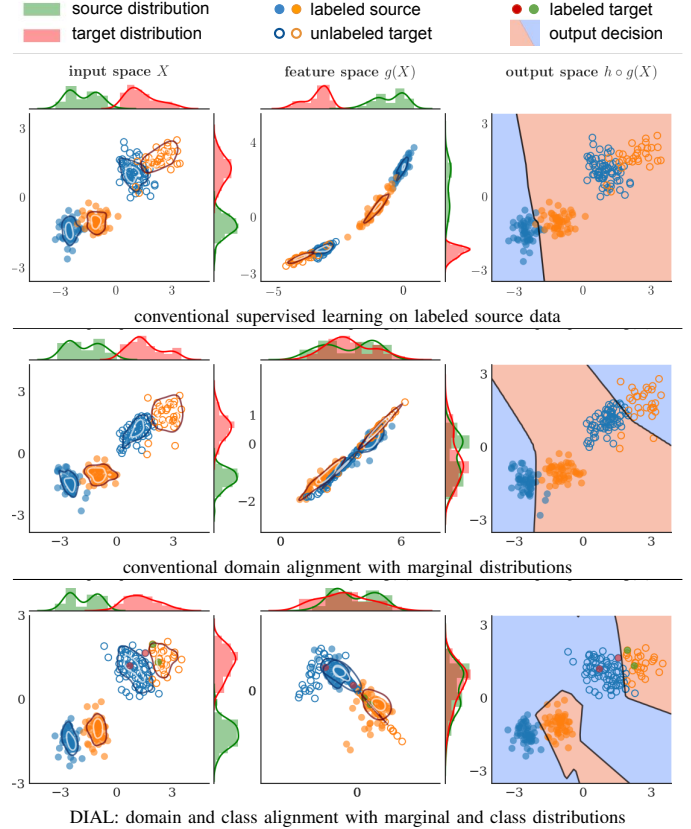 source distribution labeled source labeled target
target distribution unlabeled target output decision
input space X feature space g(X) output space h ∘ g(X)
3
0
-3
-3 0 3
4
0
-3
-5 0
3
0
-3
-3 0 3
conventional supervised learning on labeled source data
3
0
-3
-3 0 3
1
0
-2
0 6
3
0
-3
-3 0 3
conventional domain alignment with marginal distributions
3
0
-3
-3 0 3
0
0
3
0
-3
-3 0 3
DIAL: domain and class alignment with marginal and class distributions